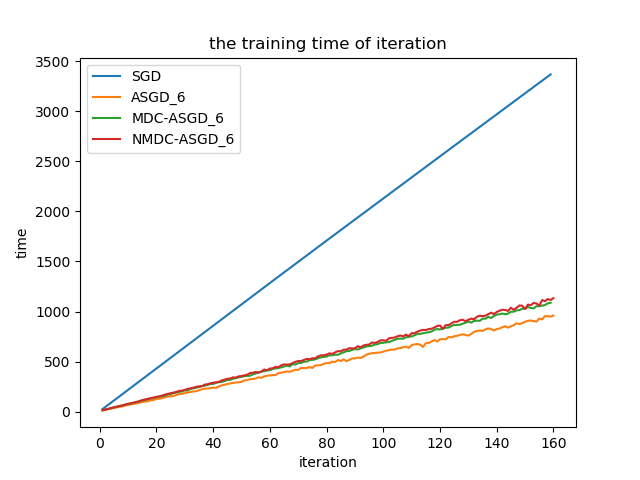 the training time of iteration
SGD
ASGD_6
MDC-ASGD_6
NMDC-ASGD_6
3500
3000
2500
2000
1500
1000
500
0
time
0 20 40 60 80 100 120 140 160
iteration